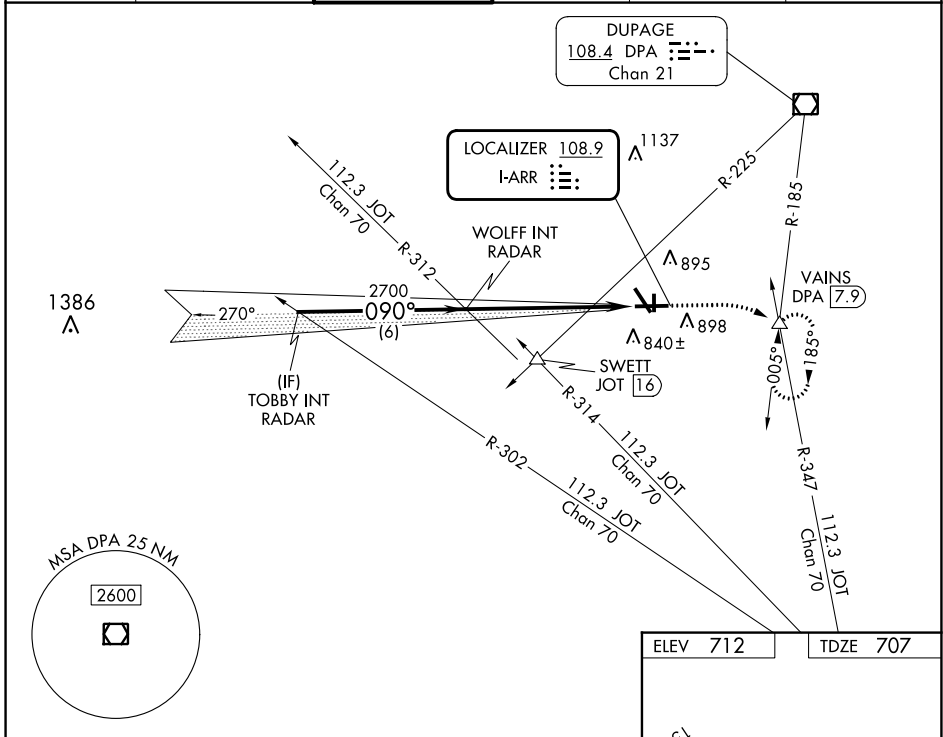 DUPAGE
108.4 DPA
Chan 21
LOCALIZER 108.9
I-ARR
1137
112.3 JOT
Chan 70
R-312
R-225
R-185
WOLFF INT
RADAR
895
VAINS
DPA 7.9
1386
270°
2700
090°
(6)
898
840±
SWETT
JOT 16
005°
185°
(IF)
TOBBY INT
RADAR
R-314
112.3 JOT
Chan 70
R-302
112.3 JOT
Chan 70
R-347
112.3 JOT
Chan 70
MSA DPA 25 NM
2600
ELEV 712
TDZE 707